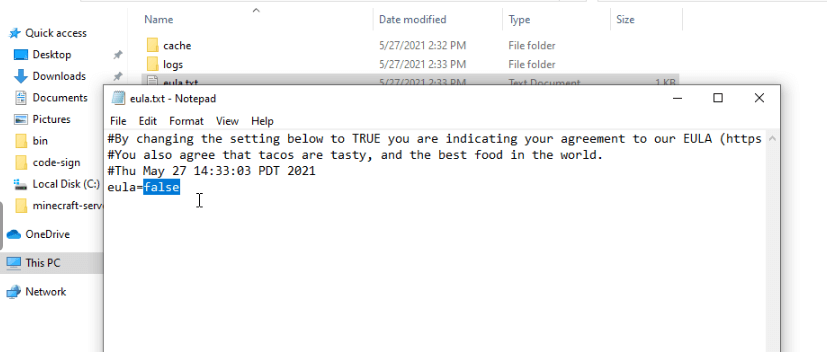 Name Date modified Type Size
Quick access
Desktop
Downloads
Documents
Pictures
bin
code-sign
Local Disk (C:)
minecraft-serve
OneDrive
This PC
Network
cache 5/27/2021 2:32 PM File folder
logs 5/27/2021 2:33 PM File folder
eula.txt 5/27/2021 2:33 PM Text Document 1 KB
eula.txt - Notepad
File Edit Format View Help
#By changing the setting below to TRUE you are indicating your agreement to our EULA (https
#You also agree that tacos are tasty, and the best food in the world.
#Thu May 27 14:33:03 PDT 2021
eula=false